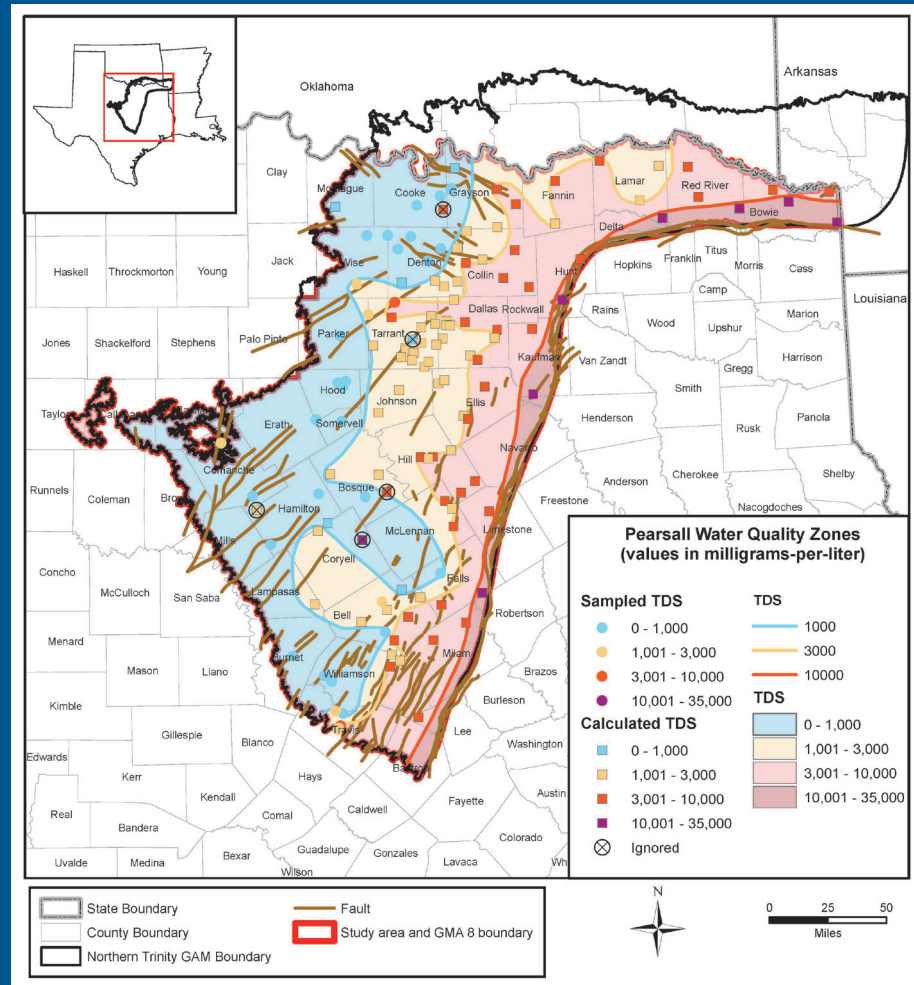 Oklahoma
Arkansas
Clay
Montague
Cooke
Grayson
Fannin
Lamar
Red River
Bowie
Delta
Haskell
Throckmorton
Young
Jack
Wise
Denton
Collin
Hunt
Hopkins
Franklin
Titus
Morris
Cass
Louisiana
Jones
Shackelford
Stephens
Palo Pinto
Parker
Tarrant
Dallas
Rockwall
Rains
Wood
Camp
Upshur
Marion
Harrison
Gregg
Kaufman
Van Zandt
Smith
Taylor
Hood
Johnson
Ellis
Henderson
Rusk
Panola
Erath
Somervell
Navarro
Comanche
Hill
Bosque
Anderson
Cherokee
Shelby
Nacogdoches
Freestone
Runnels
Coleman
Hamilton
McLennan
Limestone
Mills
Coryell
Falls
Concho
McCulloch
San Saba
Lampasas
Bell
Robertson
Menard
Mason
Llano
Burnet
Williamson
Milam
Brazos
Burleson
Kimble
Gillespie
Blanco
Travis
Lee
Washington
Edwards
Kerr
Hays
Bastrop
Austin
Real
Bandera
Kendall
Comal
Caldwell
Fayette
Colorado
Uvalde
Medina
Bexar
Guadalupe
Gonzales
Lavaca
Wilson
Wh
Pearsall Water Quality Zones
(values in milligrams-per-liter)
Sampled TDS
0 - 1,000
1,001 - 3,000
3,001 - 10,000
10,001 - 35,000
Calculated TDS
0 - 1,000
1,001 - 3,000
3,001 - 10,000
10,001 - 35,000
Ignored
TDS
1000
3000
10000
TDS
0 - 1,000
1,001 - 3,000
3,001 - 10,000
10,001 - 35,000
State Boundary
County Boundary
Northern Trinity GAM Boundary
Fault
Study area and GMA 8 boundary
N
0 25 50
Miles